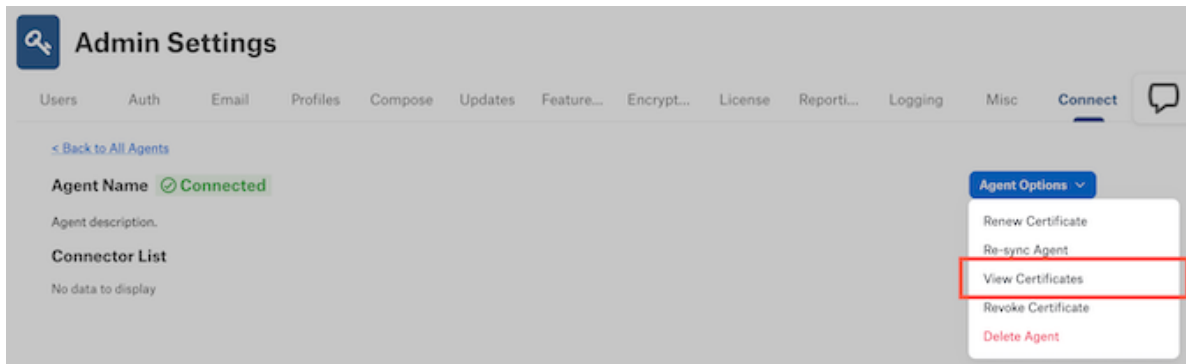 Admin Settings
Users Auth Email Profiles Compose Updates Feature... Encrypt... License Reporti... Logging Misc Connect
< Back to All Agents
Agent Name Connected
Agent Options
Agent description.
Renew Certificate
Connector List
Re-sync Agent
View Certificates
No data to display
Revoke Certificate
Delete Agent